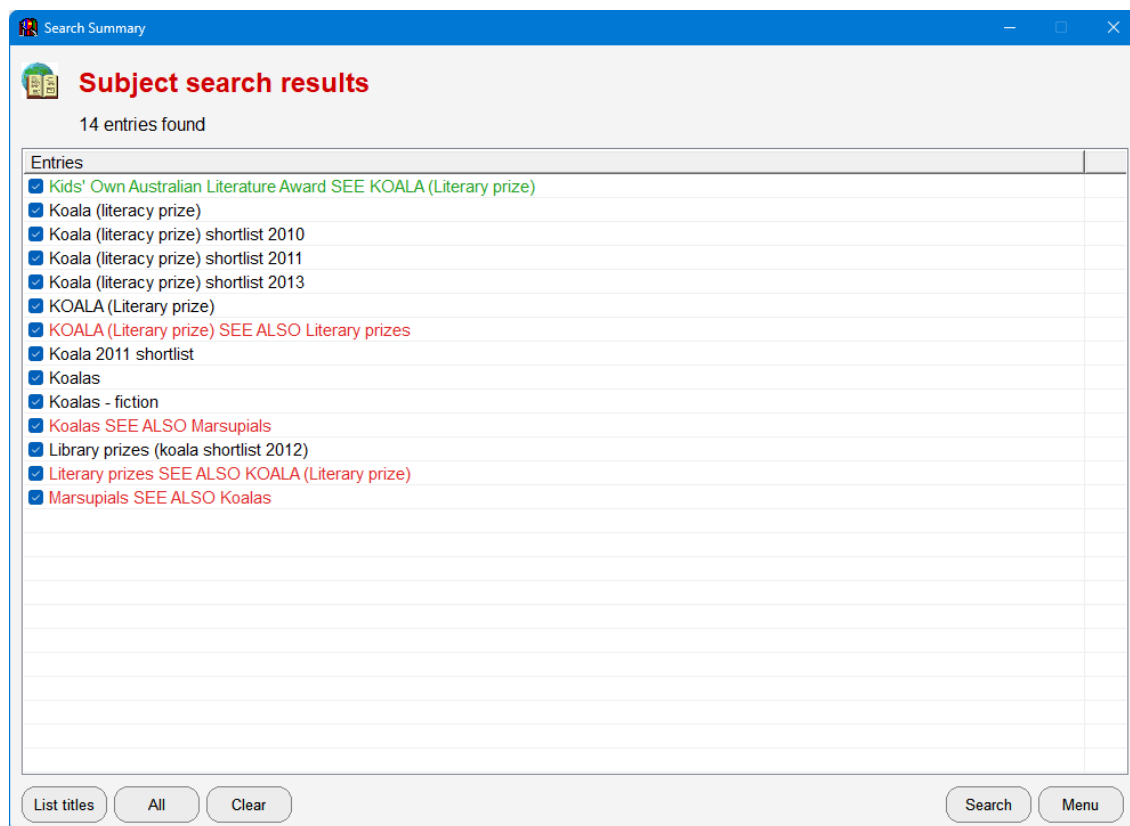 Search Summary
Subject search results
14 entries found
Entries
Kids' Own Australian Literature Award SEE KOALA (Literary prize)
Koala (literacy prize)
Koala (literacy prize) shortlist 2010
Koala (literacy prize) shortlist 2011
Koala (literacy prize) shortlist 2013
KOALA (Literary prize)
KOALA (Literary prize) SEE ALSO Literary prizes
Koala 2011 shortlist
Koalas
Koalas - fiction
Koalas SEE ALSO Marsupials
Library prizes (koala shortlist 2012)
Literary prizes SEE ALSO KOALA (Literary prize)
Marsupials SEE ALSO Koalas
List titles All Clear Search Menu